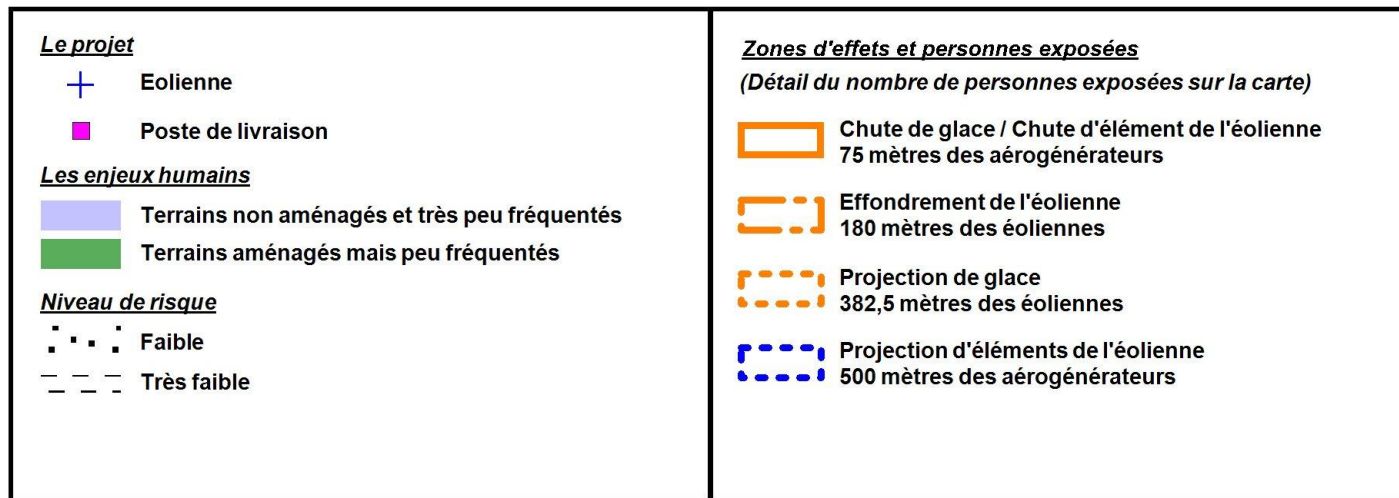 Le projet
Eolienne
Poste de livraison
Les enjeux humains
Terrains non aménagés et très peu fréquentés
Terrains aménagés mais peu fréquentés
Niveau de risque
Faible
Très faible
Zones d'effets et personnes exposées
(Détail du nombre de personnes exposées sur la carte)
Chute de glace / Chute d'élément de l'éolienne
75 mètres des aérogénérateurs
Effondrement de l'éolienne
180 mètres des éoliennes
Projection de glace
382,5 mètres des éoliennes
Projection d'éléments de l'éolienne
500 mètres des aérogénérateurs